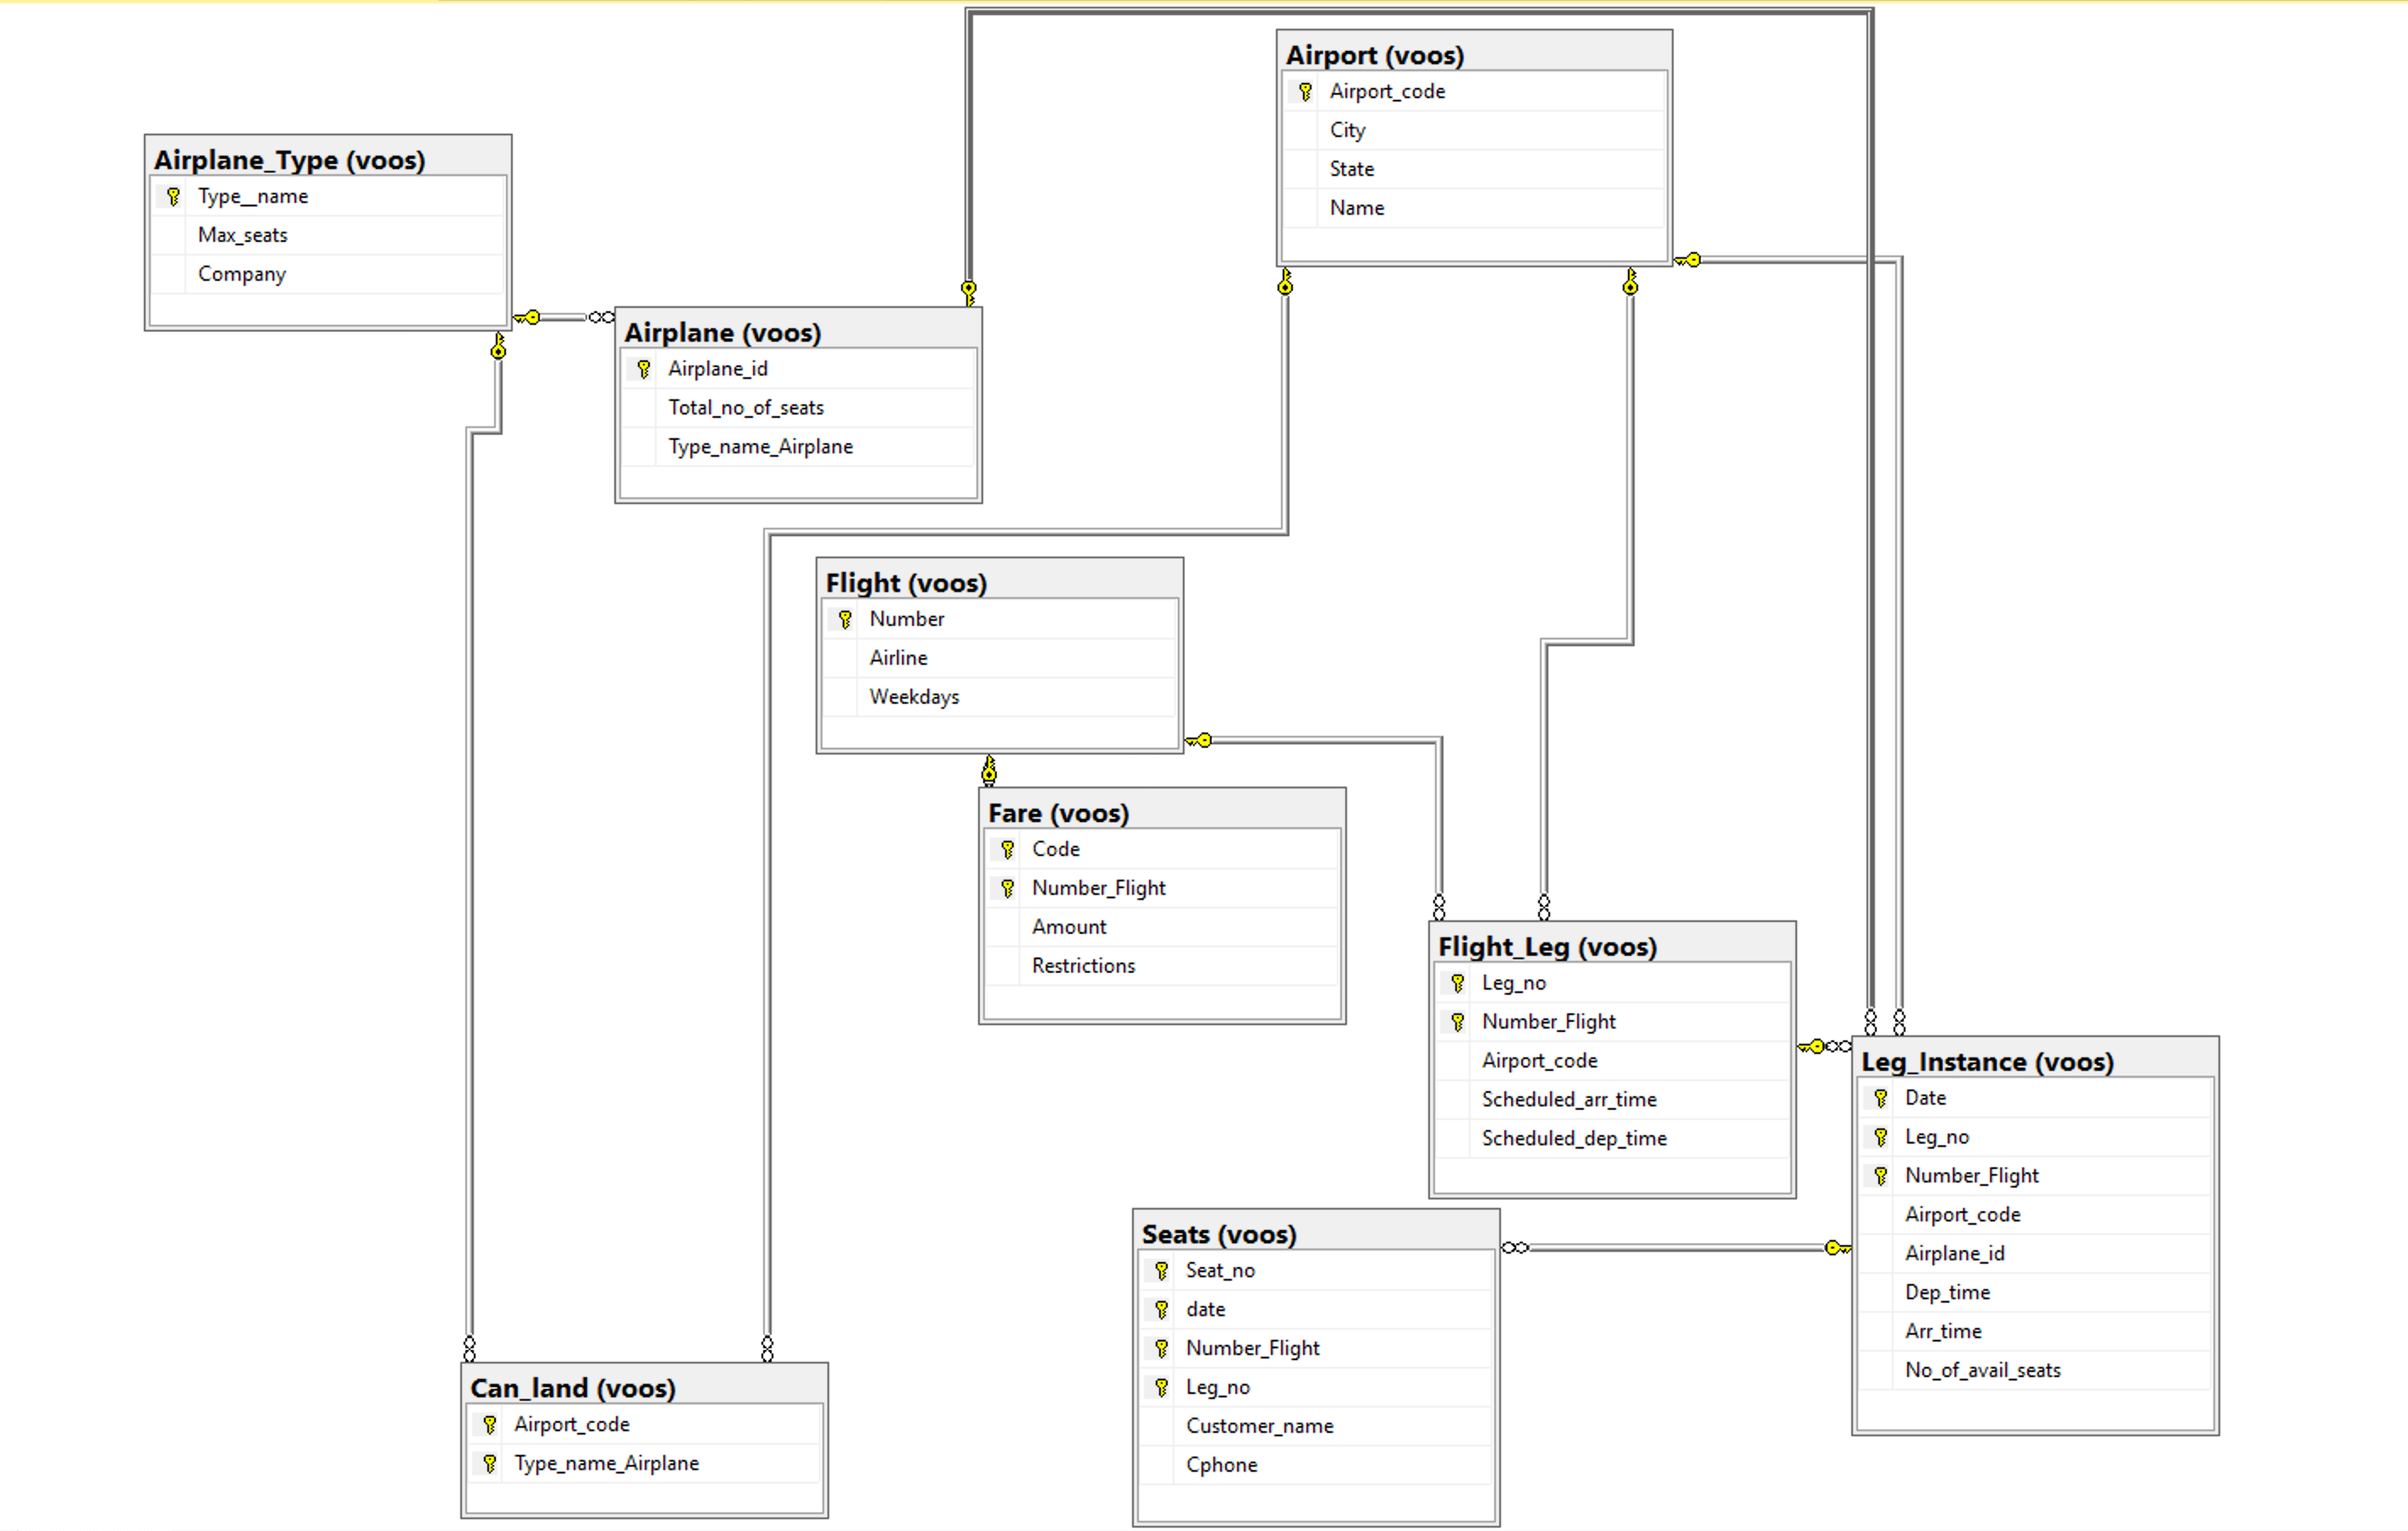 Airport (voos)
Airport_code
City
State
Name
Airplane_Type (voos)
Type__name
Max_seats
Company
Airplane (voos)
Airplane_id
Total_no_of_seats
Type_name_Airplane
Flight (voos)
Number
Airline
Weekdays
Fare (voos)
Code
Number_Flight
Amount
Restrictions
Flight_Leg (voos)
Leg_no
Number_Flight
Airport_code
Scheduled_arr_time
Scheduled_dep_time
Leg_Instance (voos)
Date
Leg_no
Number_Flight
Airport_code
Airplane_id
Dep_time
Arr_time
No_of_avail_seats
Seats (voos)
Seat_no
date
Number_Flight
Leg_no
Customer_name
Cphone
Can_land (voos)
Airport_code
Type_name_Airplane